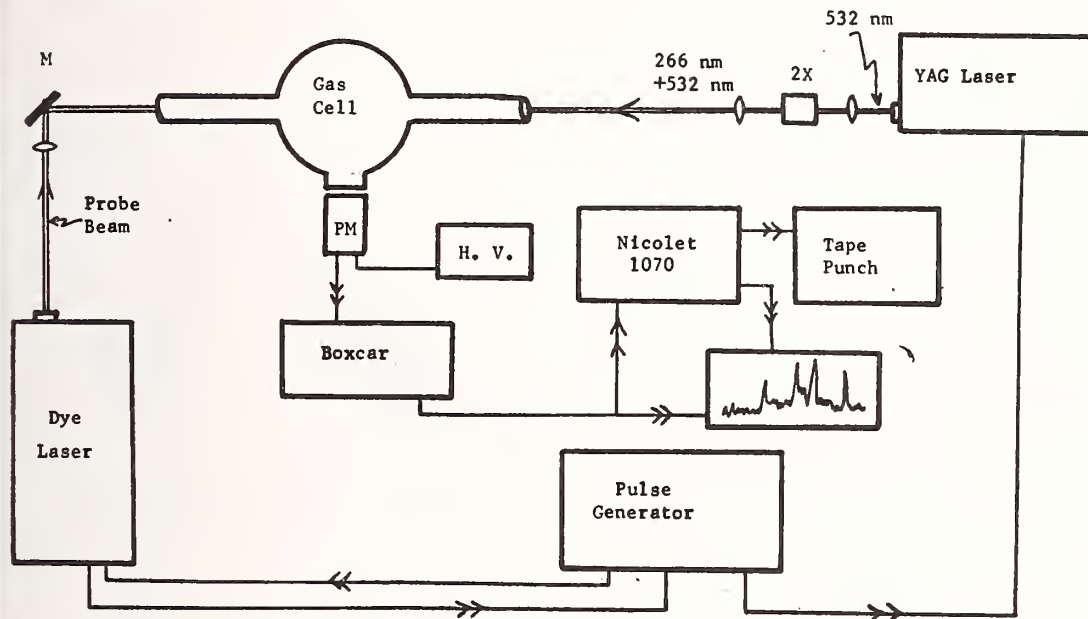 532 nm
M
Gas
Cell
266 nm
+532 nm
2X
YAG Laser
Probe
Beam
PM
H. V.
Nicolet
1070
Tape
Punch
Boxcar
Dye
Laser
Pulse
Generator